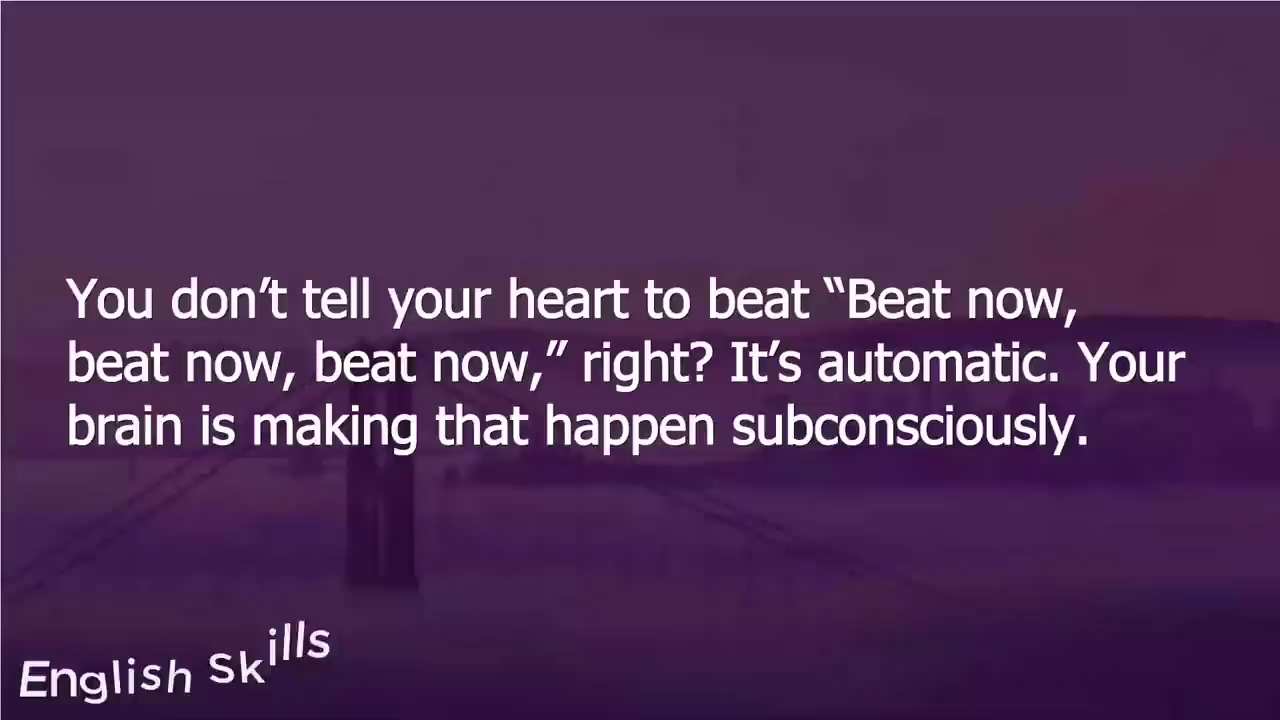 You don’t tell your heart to beat “Beat now,
beat now, beat now,” right? It’s automatic. Your
brain is making that happen subconsciously.
English Skills